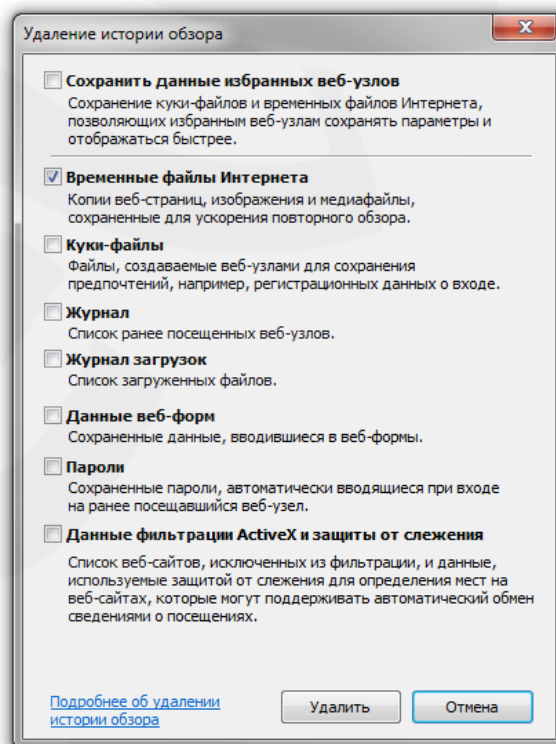 Удаление истории обзора
Сохранить данные избранных веб-узлов
Сохранение куки-файлов и временных файлов Интернета,
позволяющих избранным веб-узлам сохранять параметры и
отображаться быстрее.
Временные файлы Интернета
Копии веб-страниц, изображения и медиафайлы,
сохраненные для ускорения повторного обзора.
Куки-файлы
Файлы, создаваемые веб-узлами для сохранения
предпочтений, например, регистрационных данных о входе.
Журнал
Список ранее посещенных веб-узлов.
Журнал загрузок
Список загруженных файлов.
Данные веб-форм
Сохраненные данные, вводившиеся в веб-формы.
Пароли
Сохраненные пароли, автоматически вводящиеся при входе
на ранее посещавшийся веб-узел.
Данные фильтрации ActiveX и защиты от слежения
Список веб-сайтов, исключенных из фильтрации, и данные,
используемые защитой от слежения для определения мест на
веб-сайтах, которые могут поддерживать автоматический обмен
сведениями о посещениях.
Подробнее об удалении
истории обзора
Удалить
Отмена